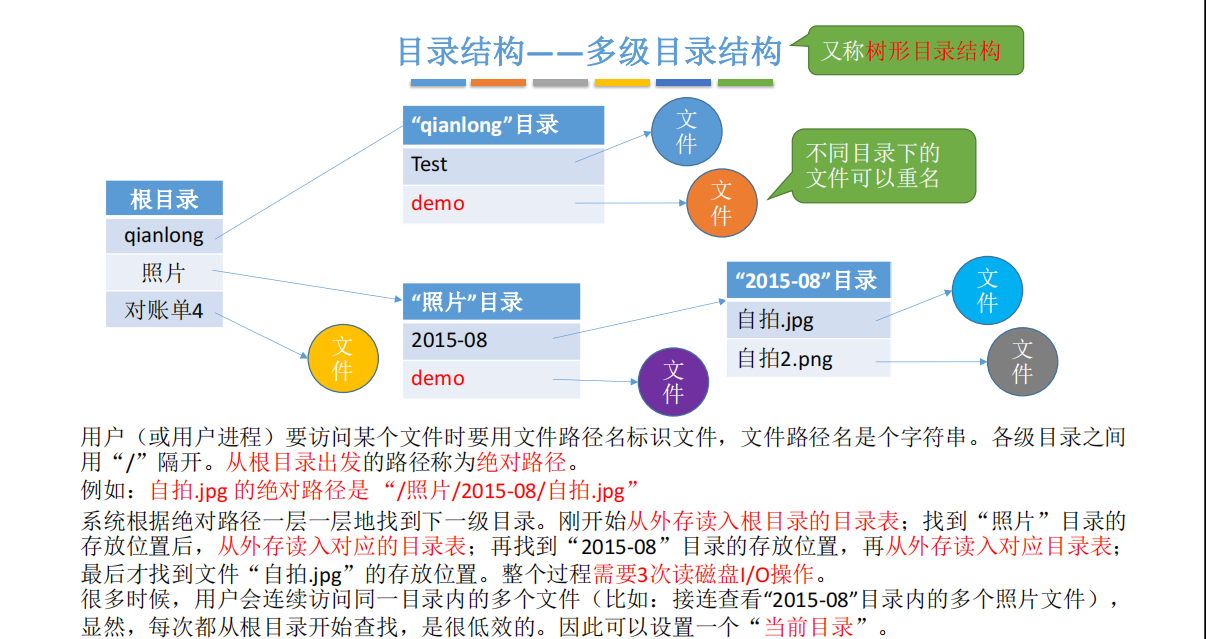 目录结构——多级目录结构
又称树形目录结构
“qianlong”目录
Test
demo
文
件
文
件
不同目录下的
文件可以重名
根目录
qianlong
照片
对账单4
文
件
“照片”目录
2015-08
demo
文
件
“2015-08”目录
自拍.jpg
自拍2.png
文
件
文
件
用户（或用户进程）要访问某个文件时要用文件路径名标识文件，文件路径名是个字符串。各级目录之间
用“/”隔开。从根目录出发的路径称为绝对路径。
例如：自拍.jpg 的绝对路径是 “/照片/2015-08/自拍.jpg”
系统根据绝对路径一层一层地找到下一级目录。刚开始从外存读入根目录的目录表；找到“照片”目录的
存放位置后，从外存读入对应的目录表；再找到“2015-08”目录的存放位置，再从外存读入对应目录表；
最后才找到文件“自拍.jpg”的存放位置。整个过程需要3次读磁盘I/O操作。
很多时候，用户会连续访问同一目录内的多个文件（比如：接连查看“2015-08”目录内的多个照片文件），
显然，每次都从根目录开始查找，是很低效的。因此可以设置一个“当前目录”。